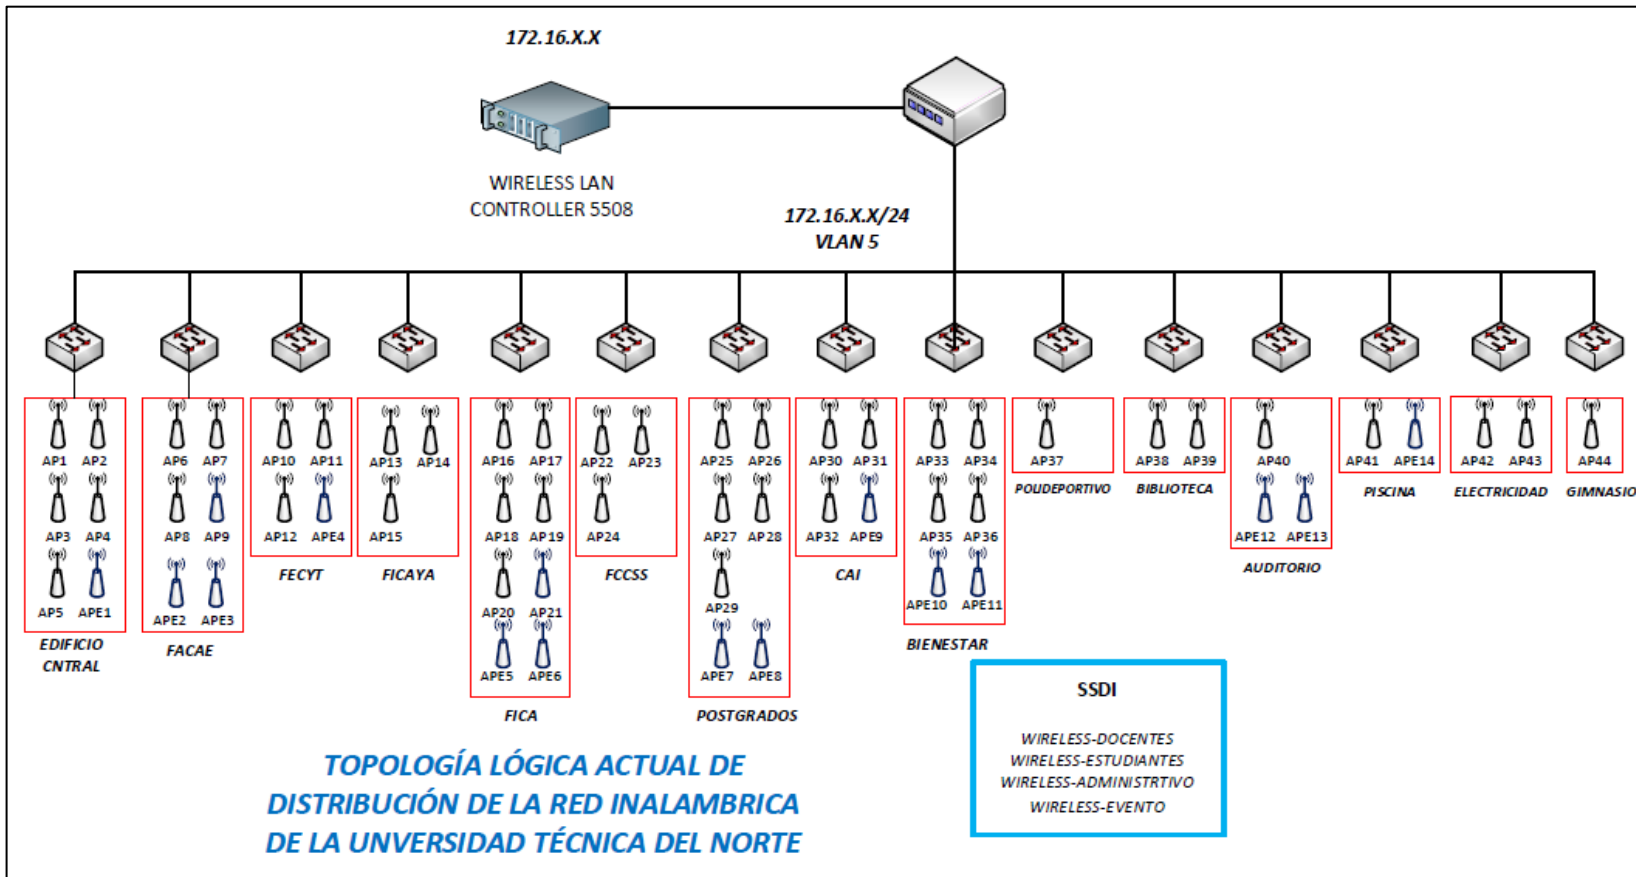 172.16.X.X
WIRELESS LAN
CONTROLLER 5508
172.16.X.X/24
VLAN 5
AP1 AP2
AP3 AP4
AP5 APE1
EDIFICIO
CNTRAL
AP6 AP7
AP8 AP9
APE2 APE3
FACAE
AP10 AP11
AP12 APE4
FECYT
AP13 AP14
AP15
FICAYA
AP16 AP17
AP18 AP19
AP20 AP21
APE5 APE6
FICA
AP22 AP23
AP24
FCCSS
AP25 AP26
AP27 AP28
AP29
APE7 APE8
POSTGRADOS
AP30 AP31
AP32 APE9
CAI
AP33 AP34
AP35 AP36
APE10 APE11
BIENESTAR
AP37
POLIDEPORTIVO
AP38 AP39
BIBLIOTECA
AP40
APE12 APE13
AUDITORIO
AP41 APE14
PISCINA
AP42 AP43
ELECTRICIDAD
AP44
GIMNASIO
SSDI
WIRELESS-DOCENTES
WIRELESS-ESTUDIANTES
WIRELESS-ADMINISTRTIVO
WIRELESS-EVENTO
TOPOLOGÍA LÓGICA ACTUAL DE
DISTRIBUCIÓN DE LA RED INALAMBRICA
DE LA UNVERSIDAD TÉCNICA DEL NORTE